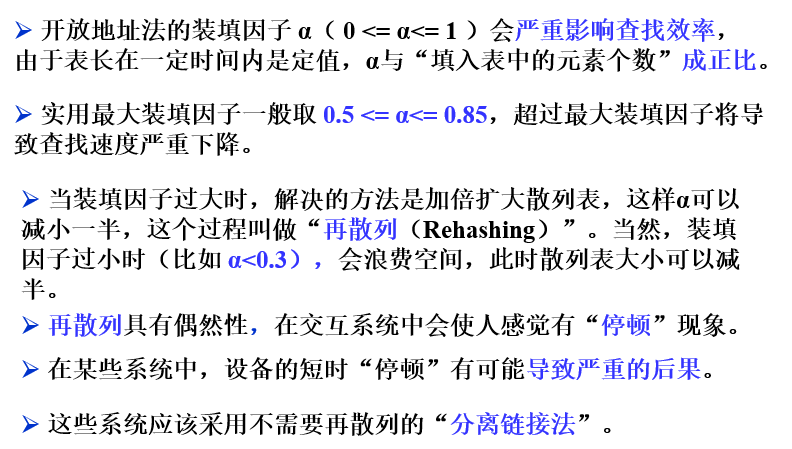 ➢ 开放地址法的装填因子 α（ 0 <= α<= 1 ）会严重影响查找效率，
由于表长在一定时间内是定值，α与“填入表中的元素个数”成正比。
➢ 实用最大装填因子一般取 0.5 <= α<= 0.85，超过最大装填因子将导
致查找速度严重下降。
➢ 当装填因子过大时，解决的方法是加倍扩大散列表，这样α可以
减小一半，这个过程叫做“再散列（Rehashing）”。当然，装填
因子过小时（比如 α<0.3），会浪费空间，此时散列表大小可以减
半。
➢ 再散列具有偶然性，在交互系统中会使人感觉有“停顿”现象。
➢ 在某些系统中，设备的短时“停顿”有可能导致严重的后果。
➢ 这些系统应该采用不需要再散列的“分离链接法”。